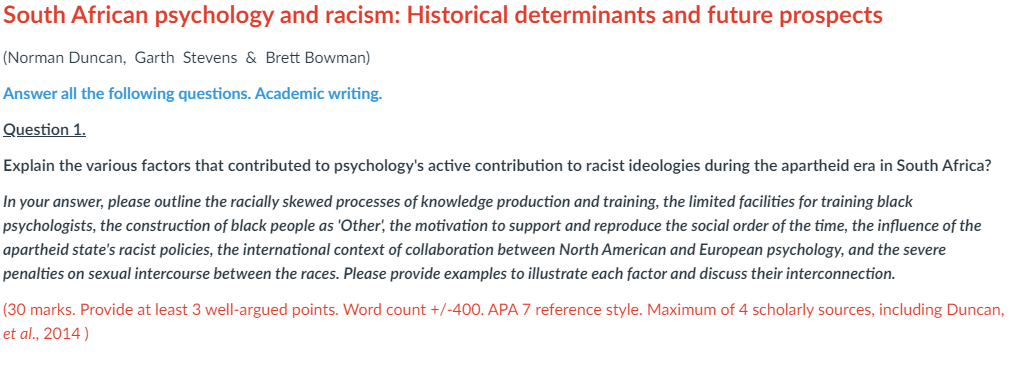 South African psychology and racism: Historical determinants and future prospects
(Norman Duncan, Garth Stevens & Brett Bowman)
Answer all the following questions. Academic writing.
Question 1.
Explain the various factors that contributed to psychology's active contribution to racist ideologies during the apartheid era in South Africa?
In your answer, please outline the racially skewed processes of knowledge production and training, the limited facilities for training black
psychologists, the construction of black people as 'Other', the motivation to support and reproduce the social order of the time, the influence of the
apartheid state's racist policies, the international context of collaboration between North American and European psychology, and the severe
penalties on sexual intercourse between the races. Please provide examples to illustrate each factor and discuss their interconnection.
(30 marks. Provide at least 3 well-argued points. Word count +/-400. APA 7 reference style. Maximum of 4 scholarly sources, including Duncan,
et al., 2014 )